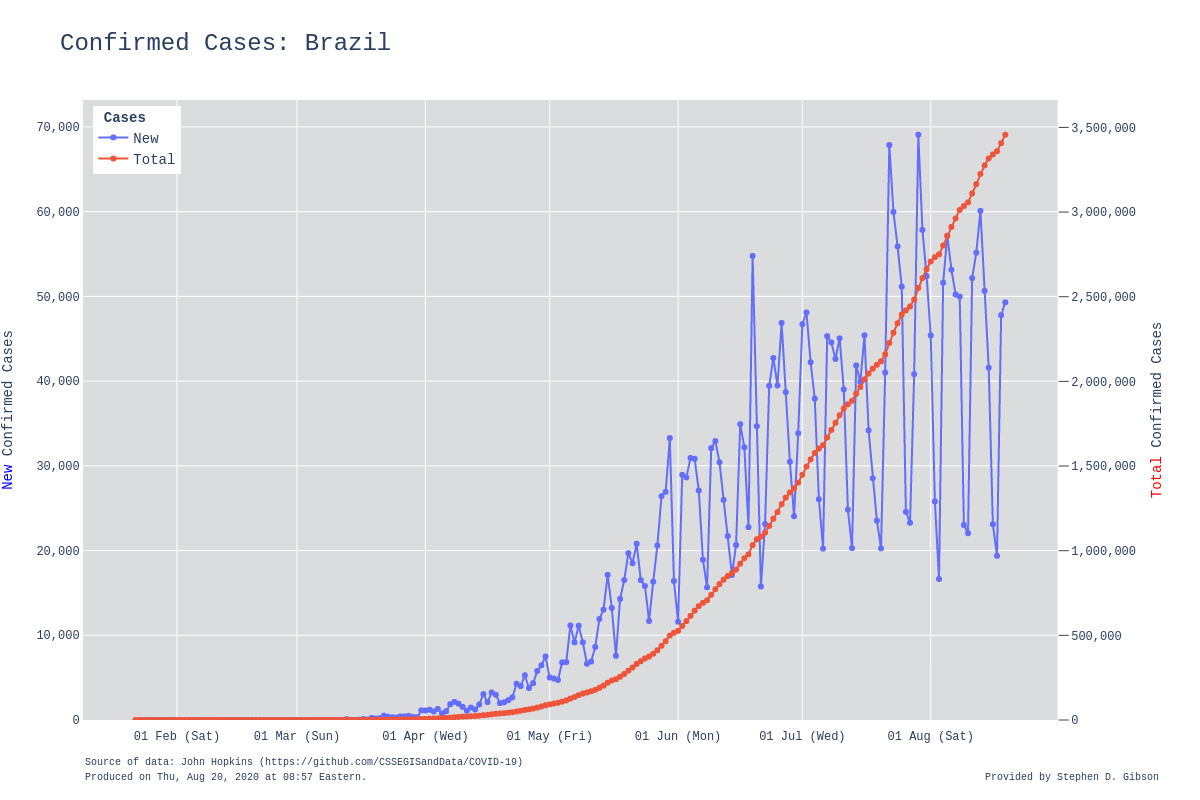 Confirmed Cases: Brazil
Cases
New
Total
70,000
60,000
50,000
40,000
30,000
20,000
10,000
0
3,500,000
3,000,000
2,500,000
2,000,000
1,500,000
1,000,000
500,000
0
New Confirmed Cases
Total Confirmed Cases
01 Feb (Sat)
01 Mar (Sun)
01 Apr (Wed)
01 May (Fri)
01 Jun (Mon)
01 Jul (Wed)
01 Aug (Sat)
Source of data: John Hopkins (https://github.com/CSSEGISandData/COVID-19)
Produced on Thu, Aug 20, 2020 at 08:57 Eastern.
Provided by Stephen D. Gibson